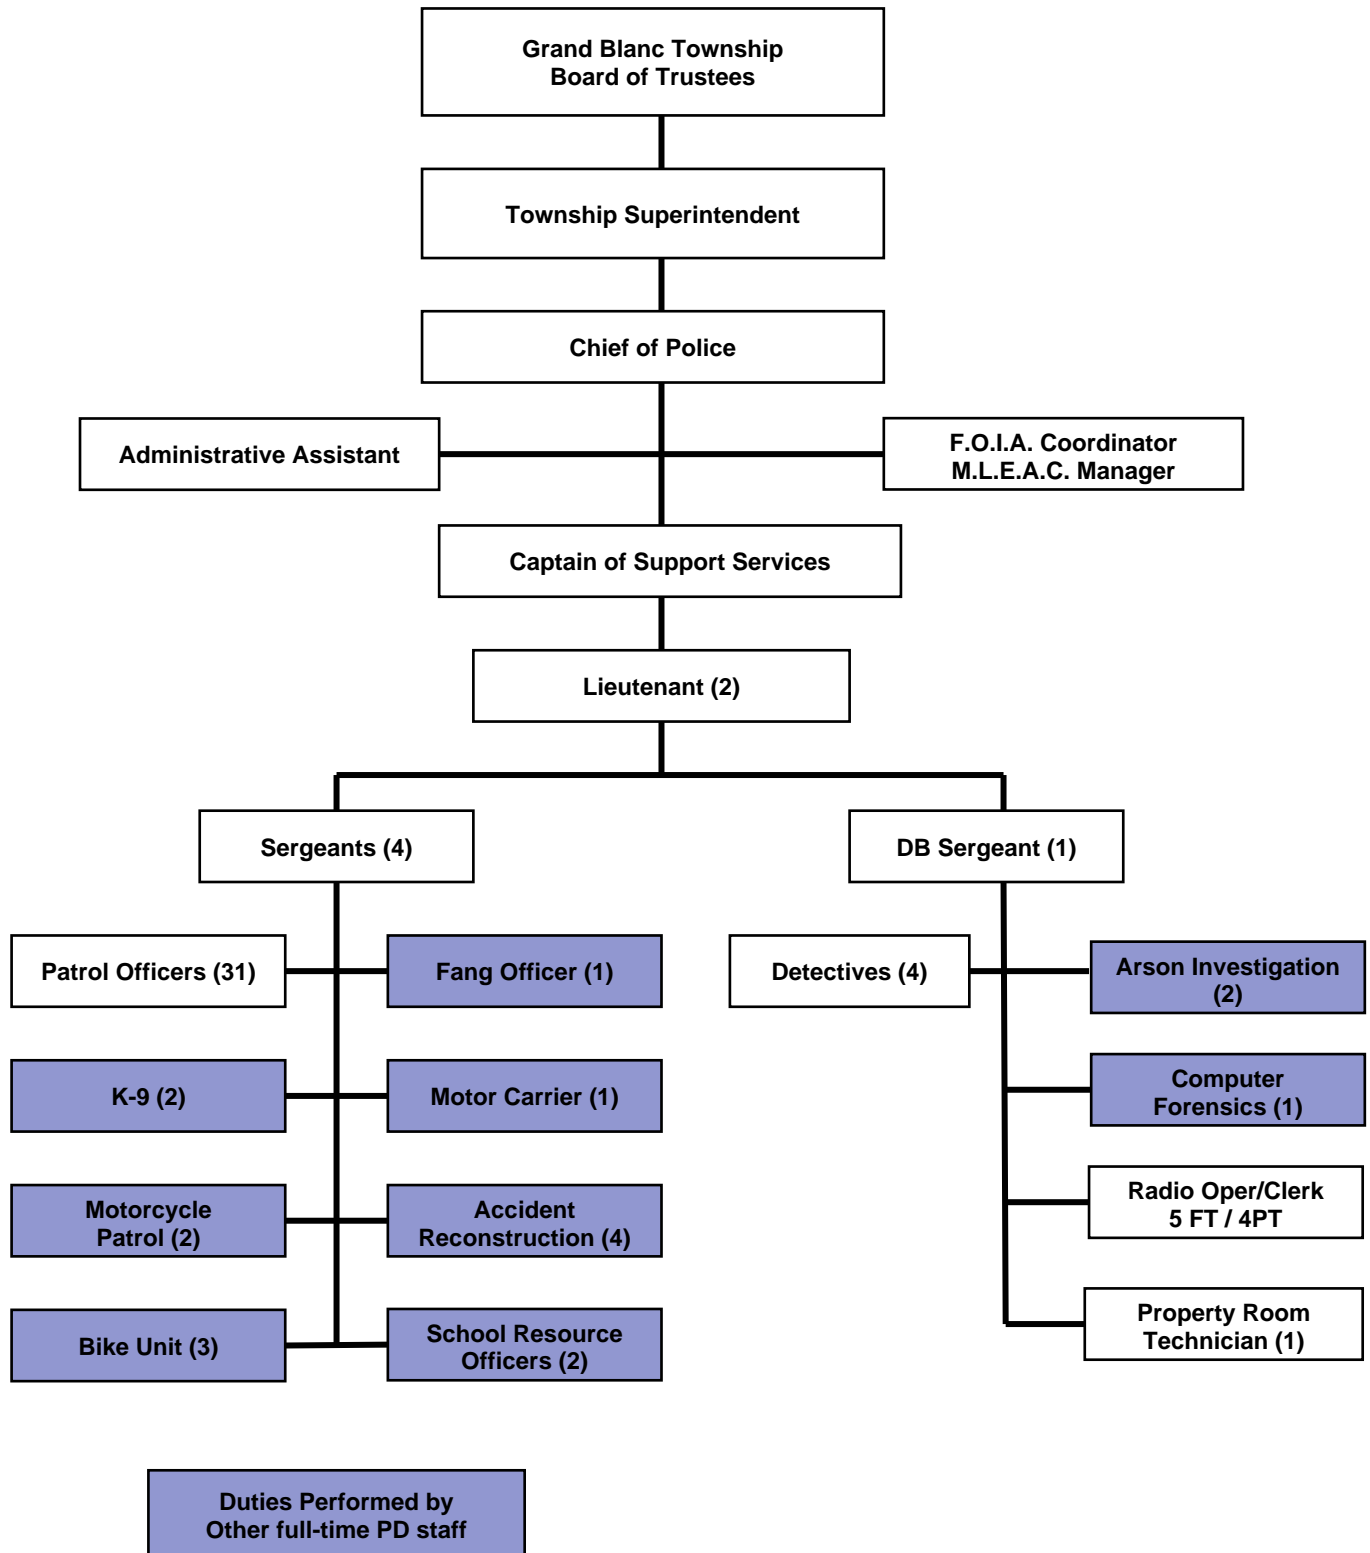 Grand Blanc Township
Board of Trustees
Township Superintendent
Chief of Police
Administrative Assistant
F.O.I.A. Coordinator
M.L.E.A.C. Manager
Captain of Support Services
Lieutenant (2)
Sergeants (4)
DB Sergeant (1)
Patrol Officers (31)
Fang Officer (1)
Detectives (4)
Arson Investigation
(2)
K-9 (2)
Motor Carrier (1)
Computer
Forensics (1)
Motorcycle
Patrol (2)
Accident
Reconstruction (4)
Radio Oper/Clerk
5 FT / 4PT
Bike Unit (3)
School Resource
Officers (2)
Property Room
Technician (1)
Duties Performed by
Other full-time PD staff